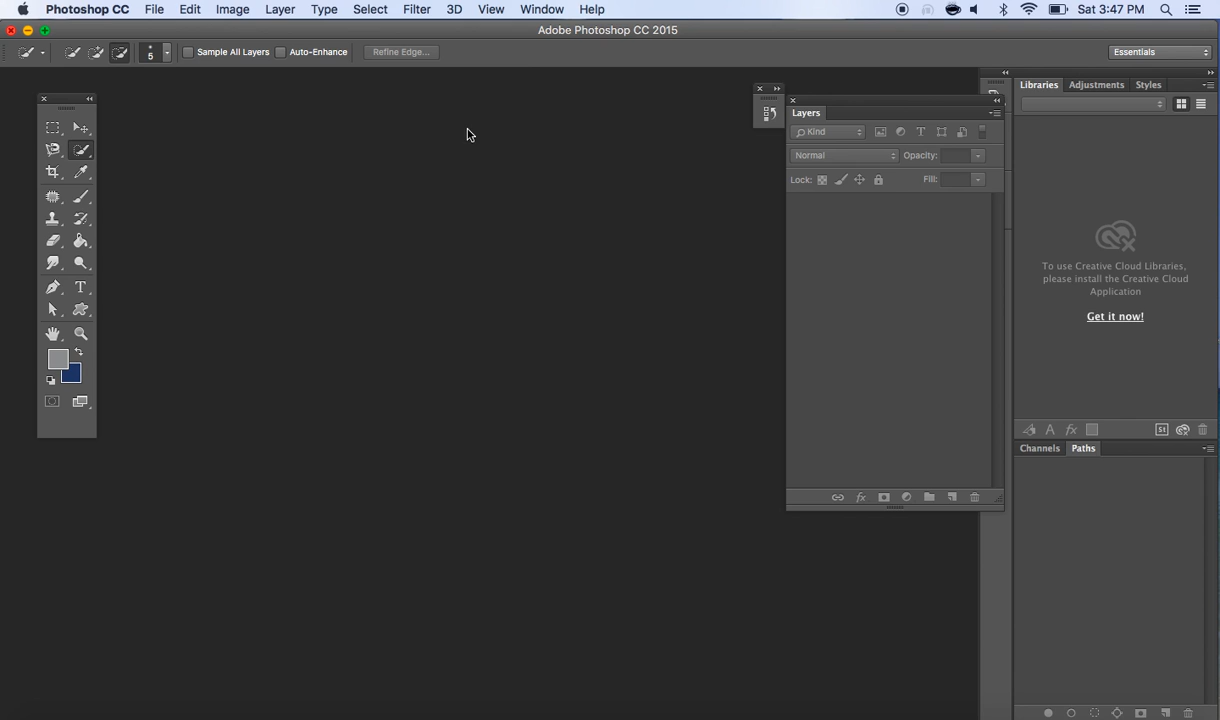 Photoshop CC File Edit Image Layer Type Select Filter 3D View Window Help Sat 3:47 PM
Adobe Photoshop CC 2015
5 Sample All Layers Auto-Enhance Refine Edge... Essentials
Libraries Adjustments Styles
Layers
Kind
Normal Opacity:
Lock: Fill:
To use Creative Cloud Libraries,
please install the Creative Cloud
Application
Get it now!
Channels Paths